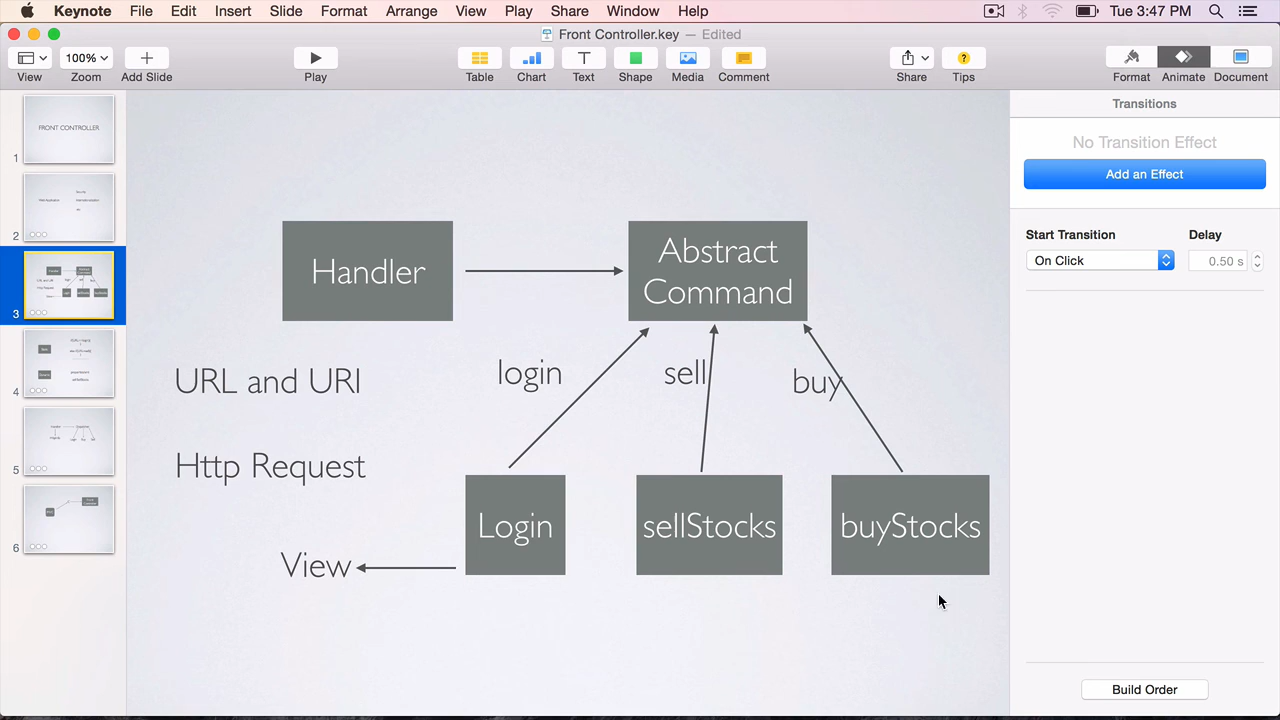 Keynote File Edit Insert Slide Format Arrange View Play Share Window Help Tue 3:47 PM
Front Controller.key — Edited
100%
View Zoom Add Slide Play Table Chart Text Shape Media Comment Share Tips Format Animate Document
Transitions
No Transition Effect
Add an Effect
Start Transition Delay
On Click 0.50 s
Build Order
FRONT CONTROLLER
1
2
3
4
5
6
Handler
Abstract
Command
login sell buy
URL and URI
Http Request
Login sellStocks buyStocks
View